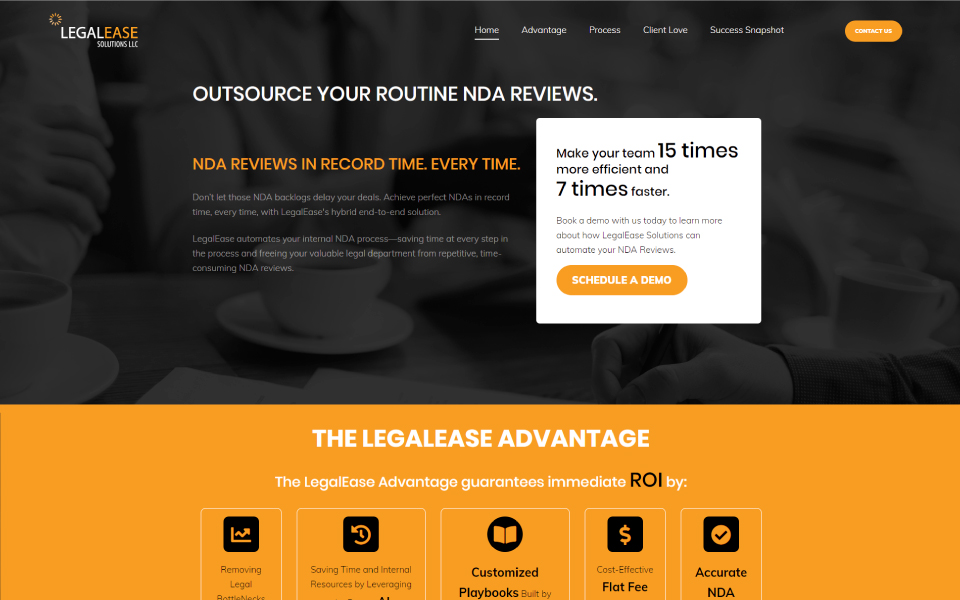 LEGALEASE
SOLUTIONS LLC
Home Advantage Process Client Love Success Snapshot
CONTACT US
OUTSOURCE YOUR ROUTINE NDA REVIEWS.
NDA REVIEWS IN RECORD TIME. EVERY TIME.
Don't let those NDA backlogs delay your deals. Achieve perfect NDAs in record
time, every time, with LegalEase's hybrid end-to-end solution.
LegalEase automates your internal NDA process—saving time at every step in
the process and freeing your valuable legal department from repetitive, time-
consuming NDA reviews.
Make your team 15 times
more efficient and
7 times faster.
Book a demo with us today to learn more
about how LegalEase Solutions can
automate your NDA Reviews.
SCHEDULE A DEMO
THE LEGALEASE ADVANTAGE
The LegalEase Advantage guarantees immediate ROI by:
Removing
Legal
BottleNecks
Saving Time and Internal
Resources by Leveraging
AI
Customized
Playbooks Built by
Cost-Effective
Flat Fee
Accurate
NDA